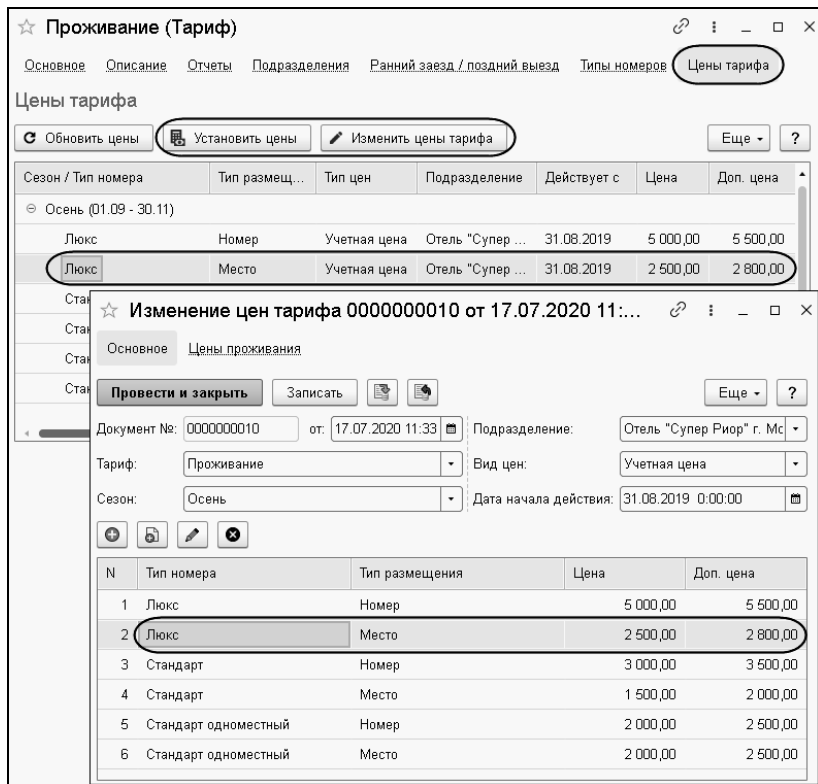 Проживание (Тариф)
Основное Описание Отчеты Подразделения Ранний заезд / поздний выезд Типы номеров Цены тарифа
Цены тарифа
Обновить цены Установить цены Изменить цены тарифа Еще ?
Сезон / Тип номера Тип размещ... Тип цен Подразделение Действует с Цена Доп. цена
Осень (01.09 - 30.11)
Люкс Номер Учетная цена Отель "Супер ... 31.08.2019 5 000,00 5 500,00
Люкс Место Учетная цена Отель "Супер ... 31.08.2019 2 500,00 2 800,00
Изменение цен тарифа 0000000010 от 17.07.2020 11:...
Основное Цены проживания
Провести и закрыть Записать Еще ?
Документ №: 0000000010 от: 17.07.2020 11:33 Подразделение: Отель "Супер Риор" г. Мс
Тариф: Проживание Вид цен: Учетная цена
Сезон: Осень Дата начала действия: 31.08.2019 0:00:00
N Тип номера Тип размещения Цена Доп. цена
1 Люкс Номер 5 000,00 5 500,00
2 Люкс Место 2 500,00 2 800,00
3 Стандарт Номер 3 000,00 3 500,00
4 Стандарт Место 1 500,00 2 000,00
5 Стандарт одноместный Номер 2 000,00 2 500,00
6 Стандарт одноместный Место 2 000,00 2 500,00